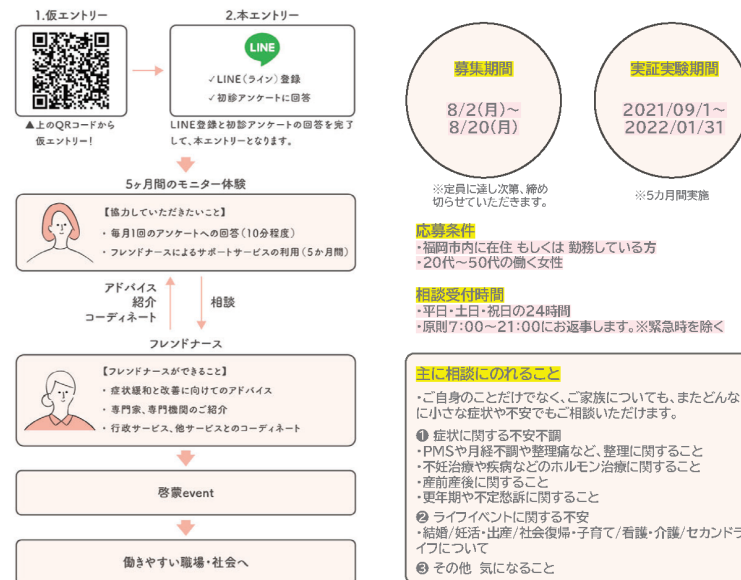 1.仮エントリー
▲上のQRコードから
仮エントリー!
2.本エントリー
LINE
✓LINE(ライン)登録
✓初診アンケートに回答
LINE登録と初診アンケートの回答を完了
して、本エントリーとなります。
5ヶ月間のモニター体験
【協力していただきたいこと】
・毎月1回のアンケートへの回答(10分程度)
・フレンドナースによるサポートサービスの利用(5か月間)
アドバイス
紹介
コーディネート
相談
フレンドナース
【フレンドナースができること】
・症状緩和と改善に向けてのアドバイス
・専門家、専門機関のご紹介
・行政サービス、他サービスとのコーディネート
啓蒙event
働きやすい職場・社会へ
募集期間
8/2(月)~
8/20(月)
※定員に達し次第、締め
切らせていただきます。
実証実験期間
2021/09/1~
2022/01/31
※5カ月間実施
応募条件
・福岡市内に在住 もしくは 勤務している方
・20代~50代の働く女性
相談受付時間
・平日・土日・祝日の24時間
・原則7:00~21:00にお返事します。※緊急時を除く
主に相談にのれること
・ご自身のことだけでなく、ご家族についても、またどんな
に小さな症状や不安でもご相談いただけます。
❶ 症状に関する不安不調
・PMSや月経不調や整理痛など、整理に関すること
・不妊治療や疾病などのホルモン治療に関すること
・産前産後に関すること
・更年期や不定愁訴に関すること
❷ ライフイベントに関する不安
・結婚/妊活・出産/社会復帰・子育て/看護・介護/セカンドラ
イフについて
❸ その他 気になること